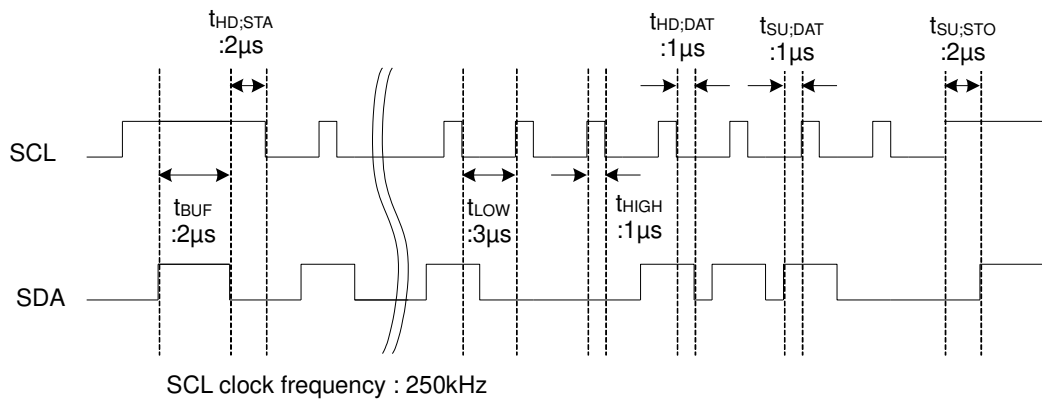 tHD;STA
:2µs
tHD;DAT
:1µs
tSU;DAT
:1µs
tSU;STO
:2µs
SCL
tBUF
:2µs
tLOW
:3µs
tHIGH
:1µs
SDA
SCL clock frequency : 250kHz